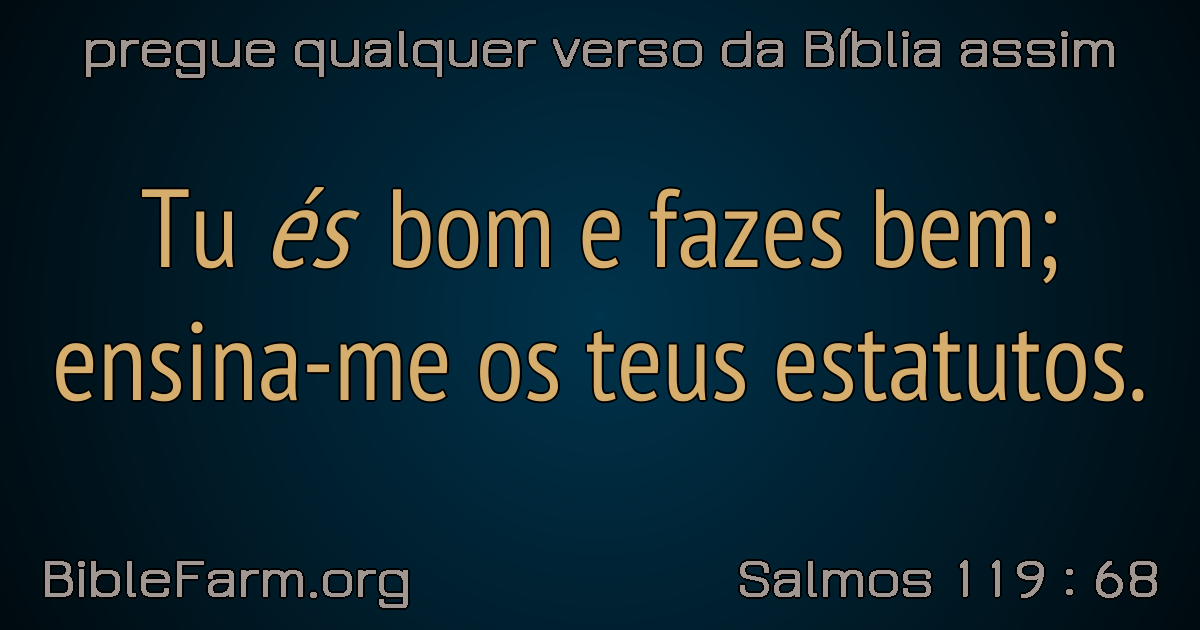 pregue qualquer verso da Bíblia assim
Tu és bom e fazes bem;
ensina-me os teus estatutos.
BibleFarm.org
Salmos 119 : 68